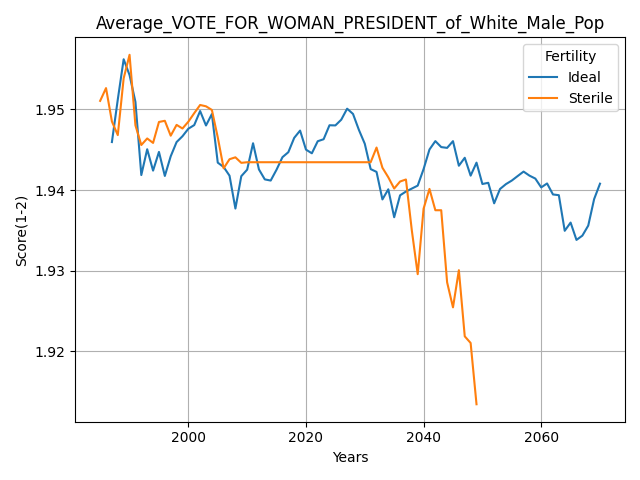 Average_VOTE_FOR_WOMAN_PRESIDENT_of_White_Male_Pop
Fertility
Ideal
Sterile
Score(1-2)
1.95
1.94
1.93
1.92
2000 2020 2040 2060
Years